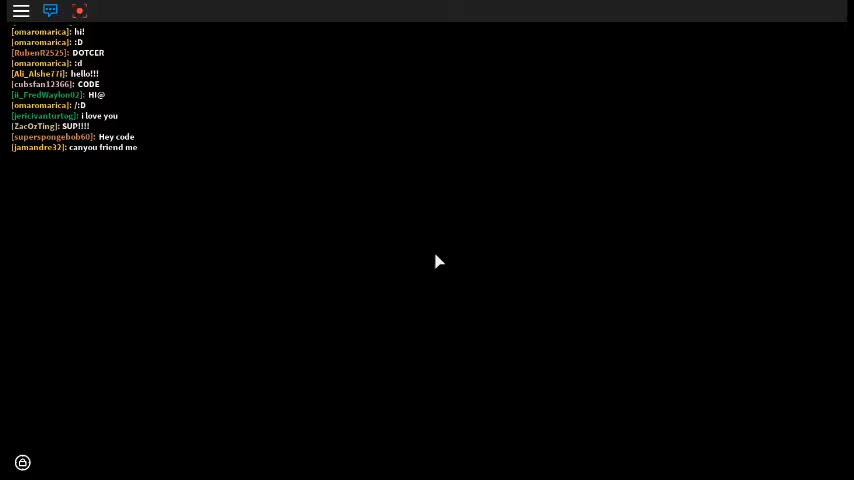 [omaromarica]: hi!
[omaromarica]: :D
[RubenR2525]: DOTCER
[omaromarica]: :d
[Ali_Alshe77i]: hello!!!
[cubsfan12366]: CODE
[ii_FredWaylon02]: HI@
[omaromarica]: /:D
[jericivanturtog]: i love you
[ZacOzTing]: SUP!!!!
[superspongebob60]: Hey code
[jamandre32]: canyou friend me